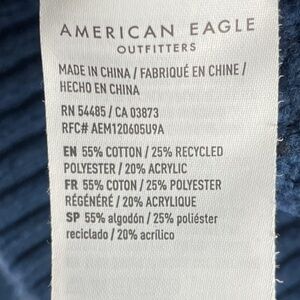 AMERICAN EAGLE
OUTFITTERS
MADE IN CHINA / FABRIQUÉ EN CHINE /
HECHO EN CHINA
RN 54485 / CA 03873
RFC# AEM120605U9A
EN 55% COTTON / 25% RECYCLED
POLYESTER / 20% ACRYLIC
FR 55% COTON / 25% POLYESTER
RÉGÉNÉRÉ / 20% ACRYLIQUE
SP 55% algodón / 25% poliéster
reciclado / 20% acrílico